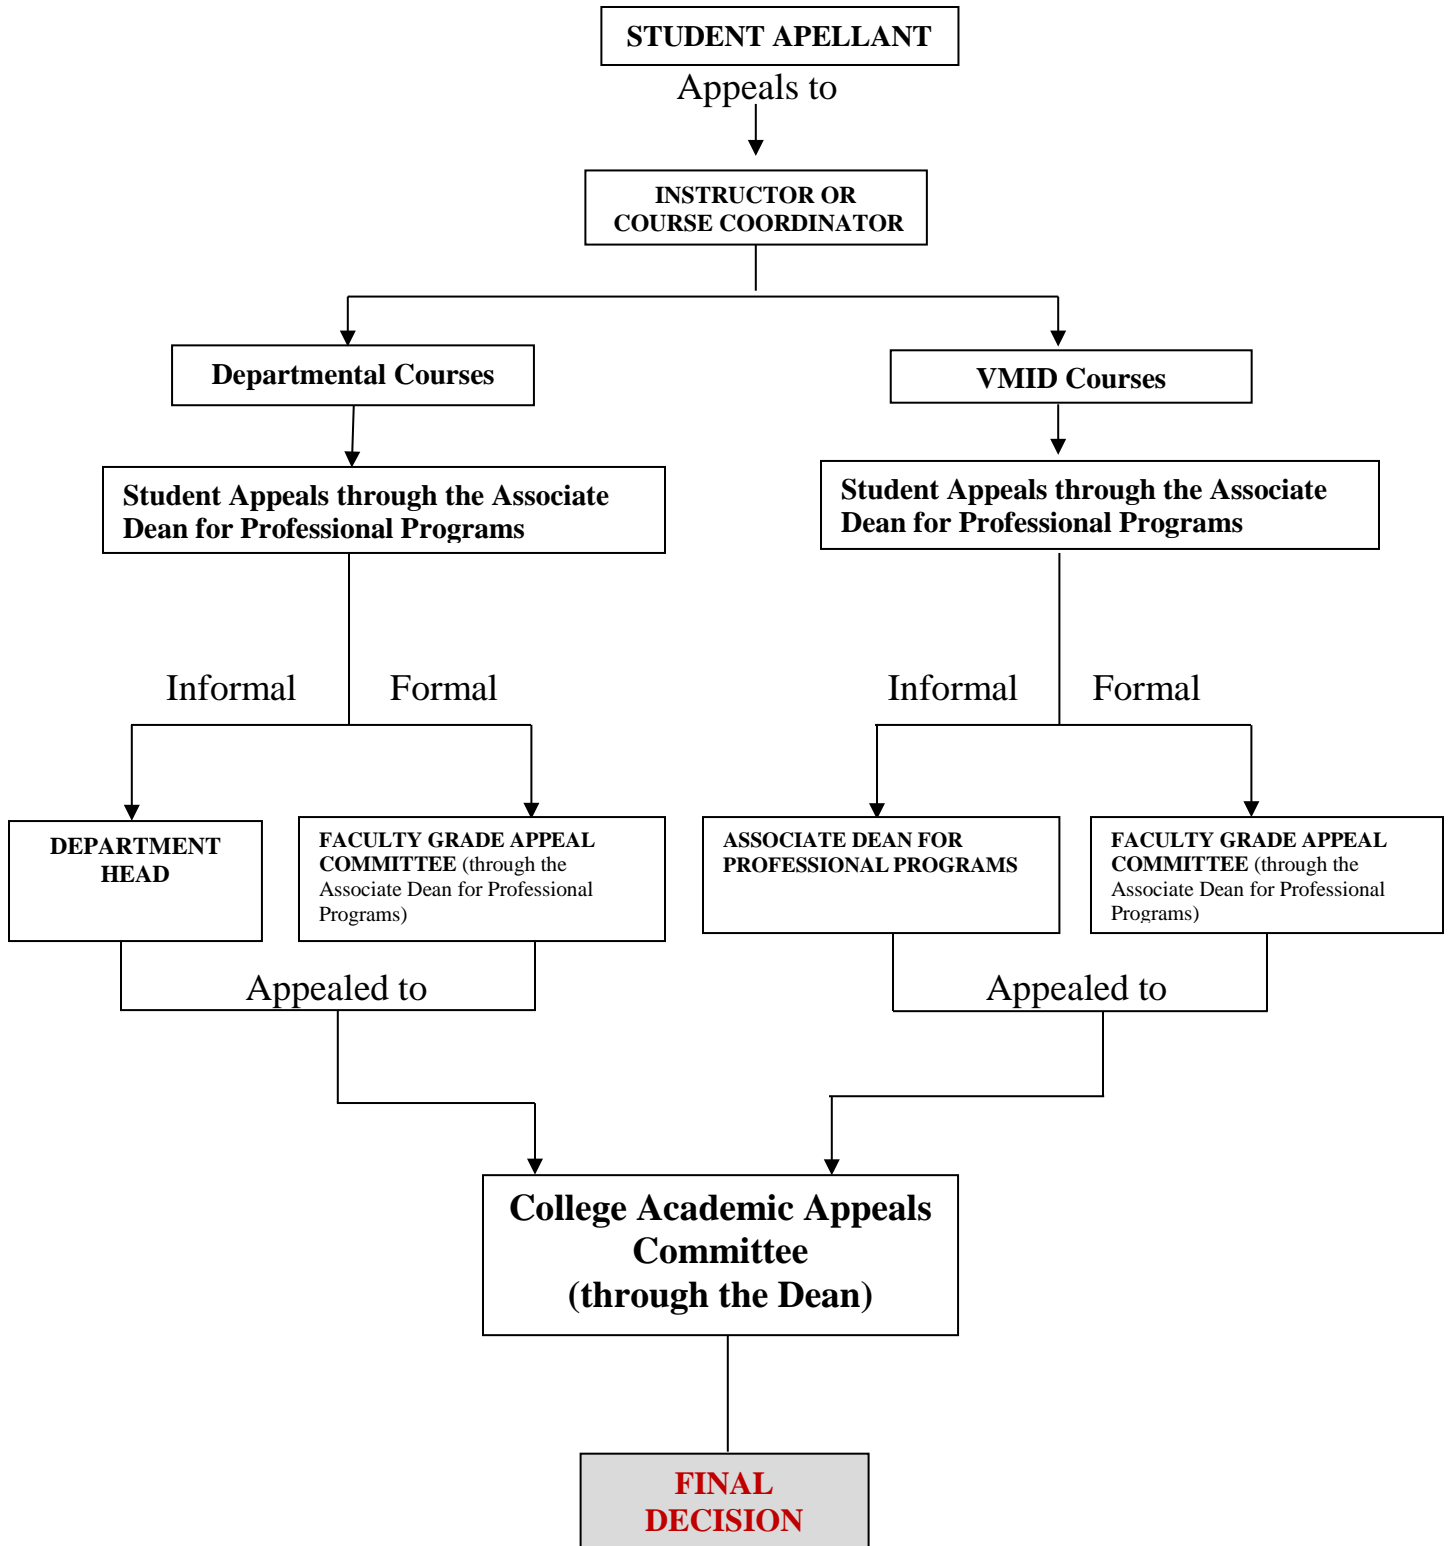 STUDENT APELLANT
Appeals to
INSTRUCTOR OR
COURSE COORDINATOR
Departmental Courses
VMID Courses
Student Appeals through the Associate
Dean for Professional Programs
Student Appeals through the Associate
Dean for Professional Programs
Informal
Formal
Informal
Formal
DEPARTMENT
HEAD
FACULTY GRADE APPEAL
COMMITTEE (through the
Associate Dean for Professional
Programs)
ASSOCIATE DEAN FOR
PROFESSIONAL PROGRAMS
FACULTY GRADE APPEAL
COMMITTEE (through the
Associate Dean for Professional
Programs)
Appealed to
Appealed to
College Academic Appeals
Committee
(through the Dean)
FINAL
DECISION